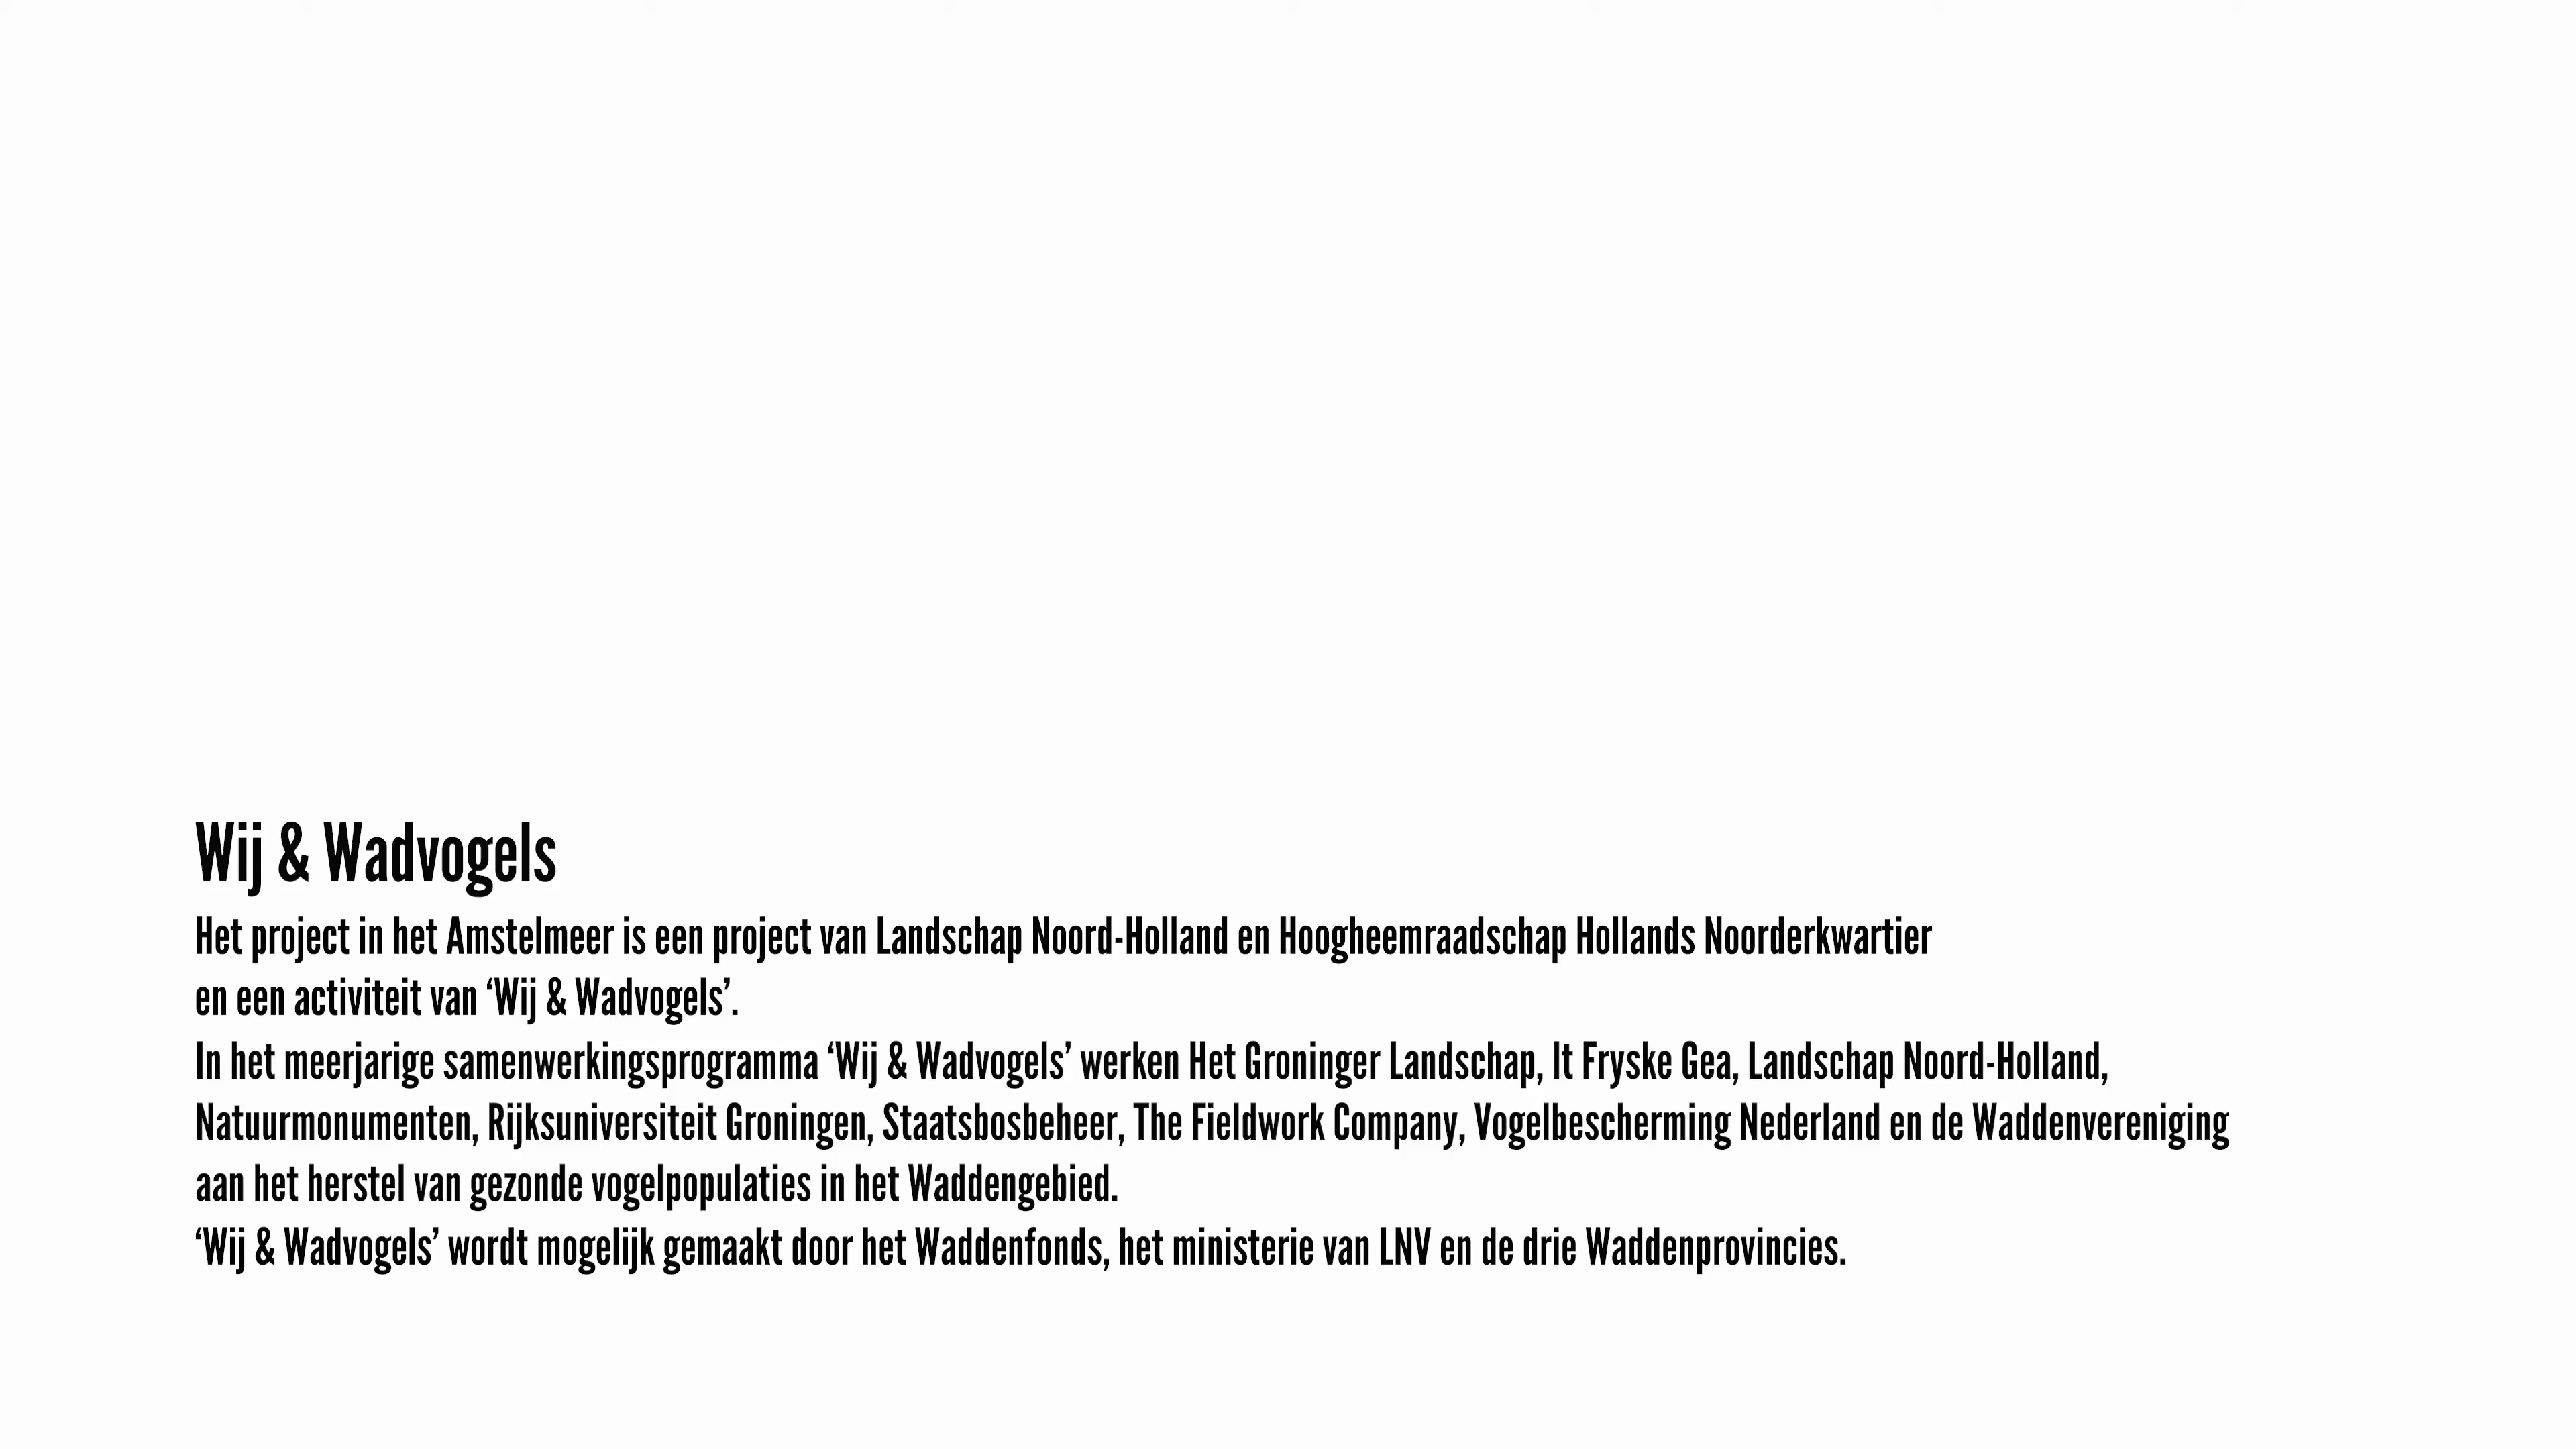 Wij & Wadvogels
Het project in het Amstelmeer is een project van Landschap Noord-Holland en Hoogheemraadschap Hollands Noorderkwartier
en een activiteit van ‘Wij & Wadvogels’.
In het meerjarige samenwerkingsprogramma ‘Wij & Wadvogels’ werken Het Groninger Landschap, It Fryske Gea, Landschap Noord-Holland,
Natuurmonumenten, Rijksuniversiteit Groningen, Staatsbosbeheer, The Fieldwork Company, Vogelbescherming Nederland en de Waddenvereniging
aan het herstel van gezonde vogelpopulaties in het Waddengebied.
‘Wij & Wadvogels’ wordt mogelijk gemaakt door het Waddenfonds, het ministerie van LNV en de drie Waddenprovincies.